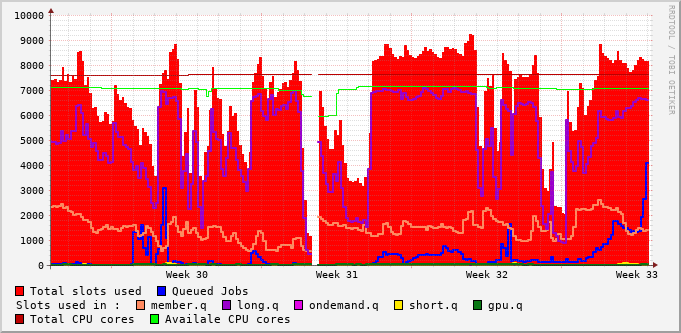 RRDTOOL / TOBI OETIKER
10000
9000
8000
7000
6000
5000
4000
3000
2000
1000
0
Week 30 Week 31 Week 32 Week 33
Total slots used Queued Jobs
Slots used in : member.q long.q ondemand.q short.q gpu.q
Total CPU cores Availale CPU cores